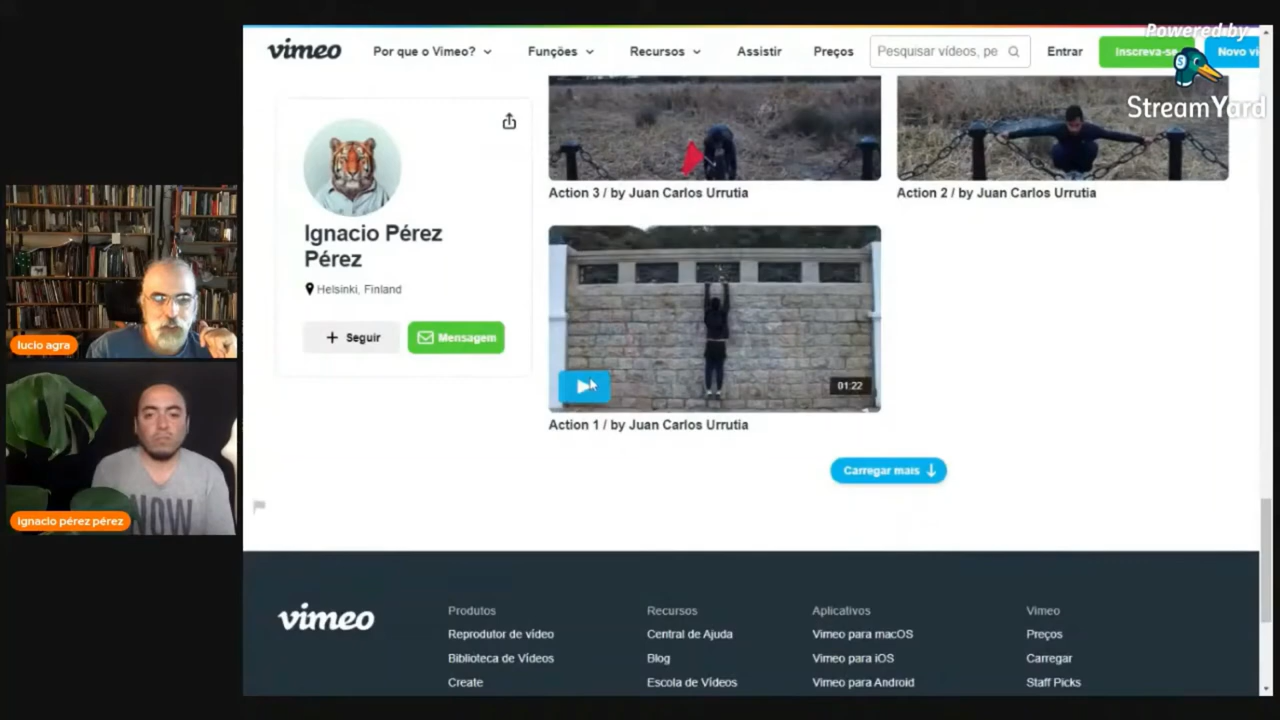 Powered by
StreamYard
vimeo
Por que o Vimeo?
Funções
Recursos
Assistir
Preços
Pesquisar vídeos, pe
Entrar
Inscreva-se
Novo ví
Ignacio Pérez
Pérez
Helsinki, Finland
Seguir
Mensagem
Action 3 / by Juan Carlos Urrutia
Action 2 / by Juan Carlos Urrutia
01:22
Action 1 / by Juan Carlos Urrutia
Carregar mais
lucio agra
NOW
ignacio pérez pérez
vimeo
Produtos
Reprodutor de vídeo
Biblioteca de Vídeos
Create
Recursos
Central de Ajuda
Blog
Escola de Vídeos
Aplicativos
Vimeo para macOS
Vimeo para iOS
Vimeo para Android
Vimeo
Preços
Carregar
Staff Picks